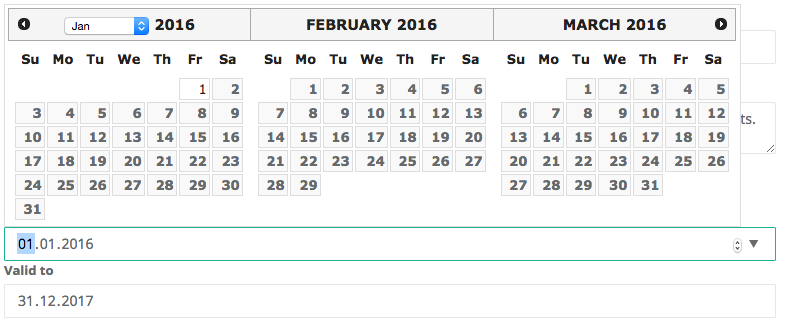 Jan 2016 FEBRUARY 2016 MARCH 2016
Su Mo Tu We Th Fr Sa Su Mo Tu We Th Fr Sa Su Mo Tu We Th Fr Sa
1 2 1 2 3 4 5 6 1 2 3 4 5
3 4 5 6 7 8 9 7 8 9 10 11 12 13 6 7 8 9 10 11 12
ts.
10 11 12 13 14 15 16 14 15 16 17 18 19 20 13 14 15 16 17 18 19
17 18 19 20 21 22 23 21 22 23 24 25 26 27 20 21 22 23 24 25 26
24 25 26 27 28 29 30 28 29 27 28 29 30 31
31
01.01.2016
Valid to
31.12.2017